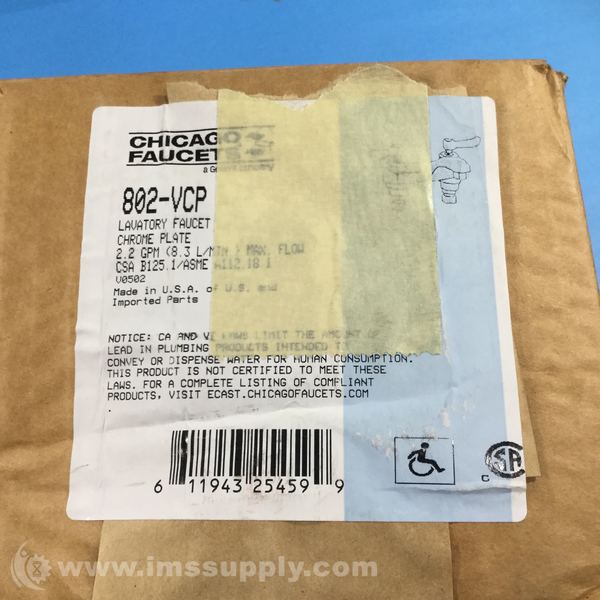 CHICAGO
FAUCETS
a Geberit company
802-VCP
LAVATORY FAUCET
CHROME PLATE
2.2 GPM (8.3 L/MIN ) MAX. FLOW
CSA B125.1/ASME A112.18.1
V0502
Made in U.S.A. of U.S. and
Imported Parts
NOTICE: CA AND VT LAWS LIMIT THE AMOUNT OF
LEAD IN PLUMBING PRODUCTS INTENDED TO
CONVEY OR DISPENSE WATER FOR HUMAN CONSUMPTION.
THIS PRODUCT IS NOT CERTIFIED TO MEET THESE
LAWS. FOR A COMPLETE LISTING OF COMPLIANT
PRODUCTS, VISIT ECAST.CHICAGOFAUCETS.COM
6 11943 25459 9
C SA
©www.imssupply.com